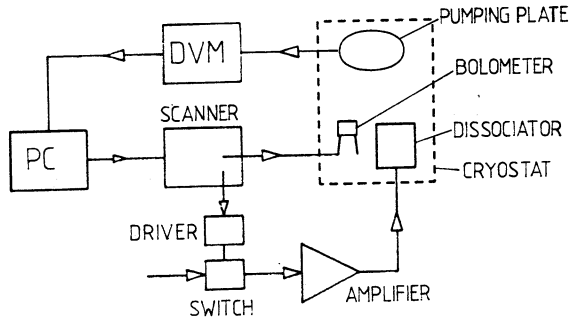 PUMPING PLATE
DVM
BOLOMETER
SCANNER
DISSOCIATOR
PC
CRYOSTAT
DRIVER
SWITCH
AMPLIFIER